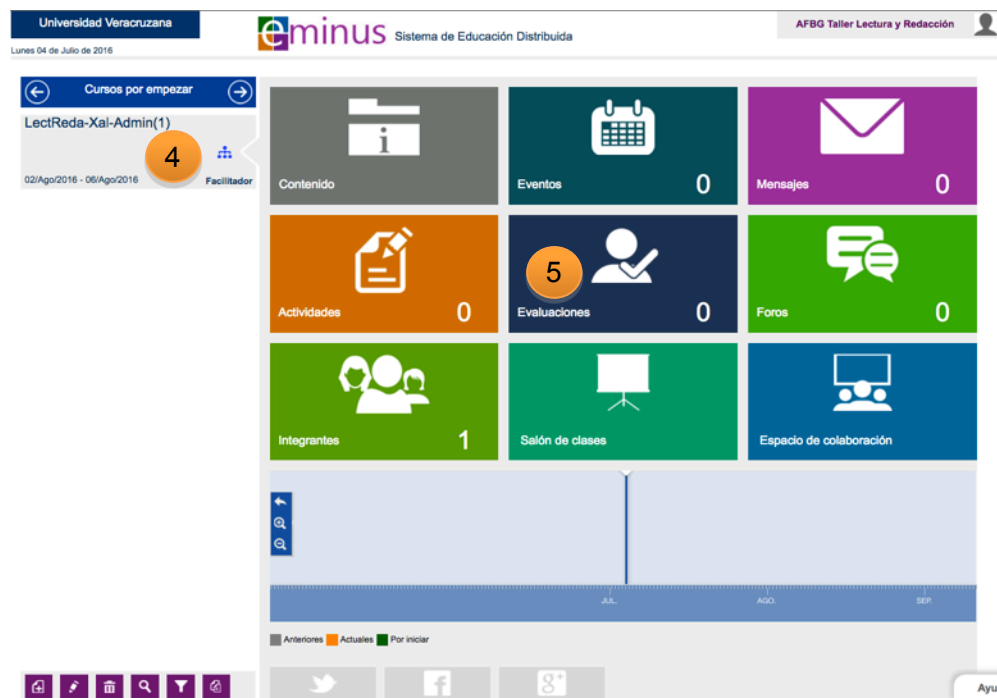 Universidad Veracruzana
Lunes 04 de Julio de 2016
eminus Sistema de Educación Distribuida
AFBG Taller Lectura y Redacción
Cursos por empezar
LectReda-Xal-Admin(1)
4
02/Ago/2016 - 06/Ago/2016 Facilitador
i
Contenido
Eventos 0
Mensajes 0
Actividades 0
5
Evaluaciones 0
Foros 0
Integrantes 1
Salón de clases
Espacio de colaboración
JUL. AGO. SEP.
Anteriores Actuales Por iniciar
f g+